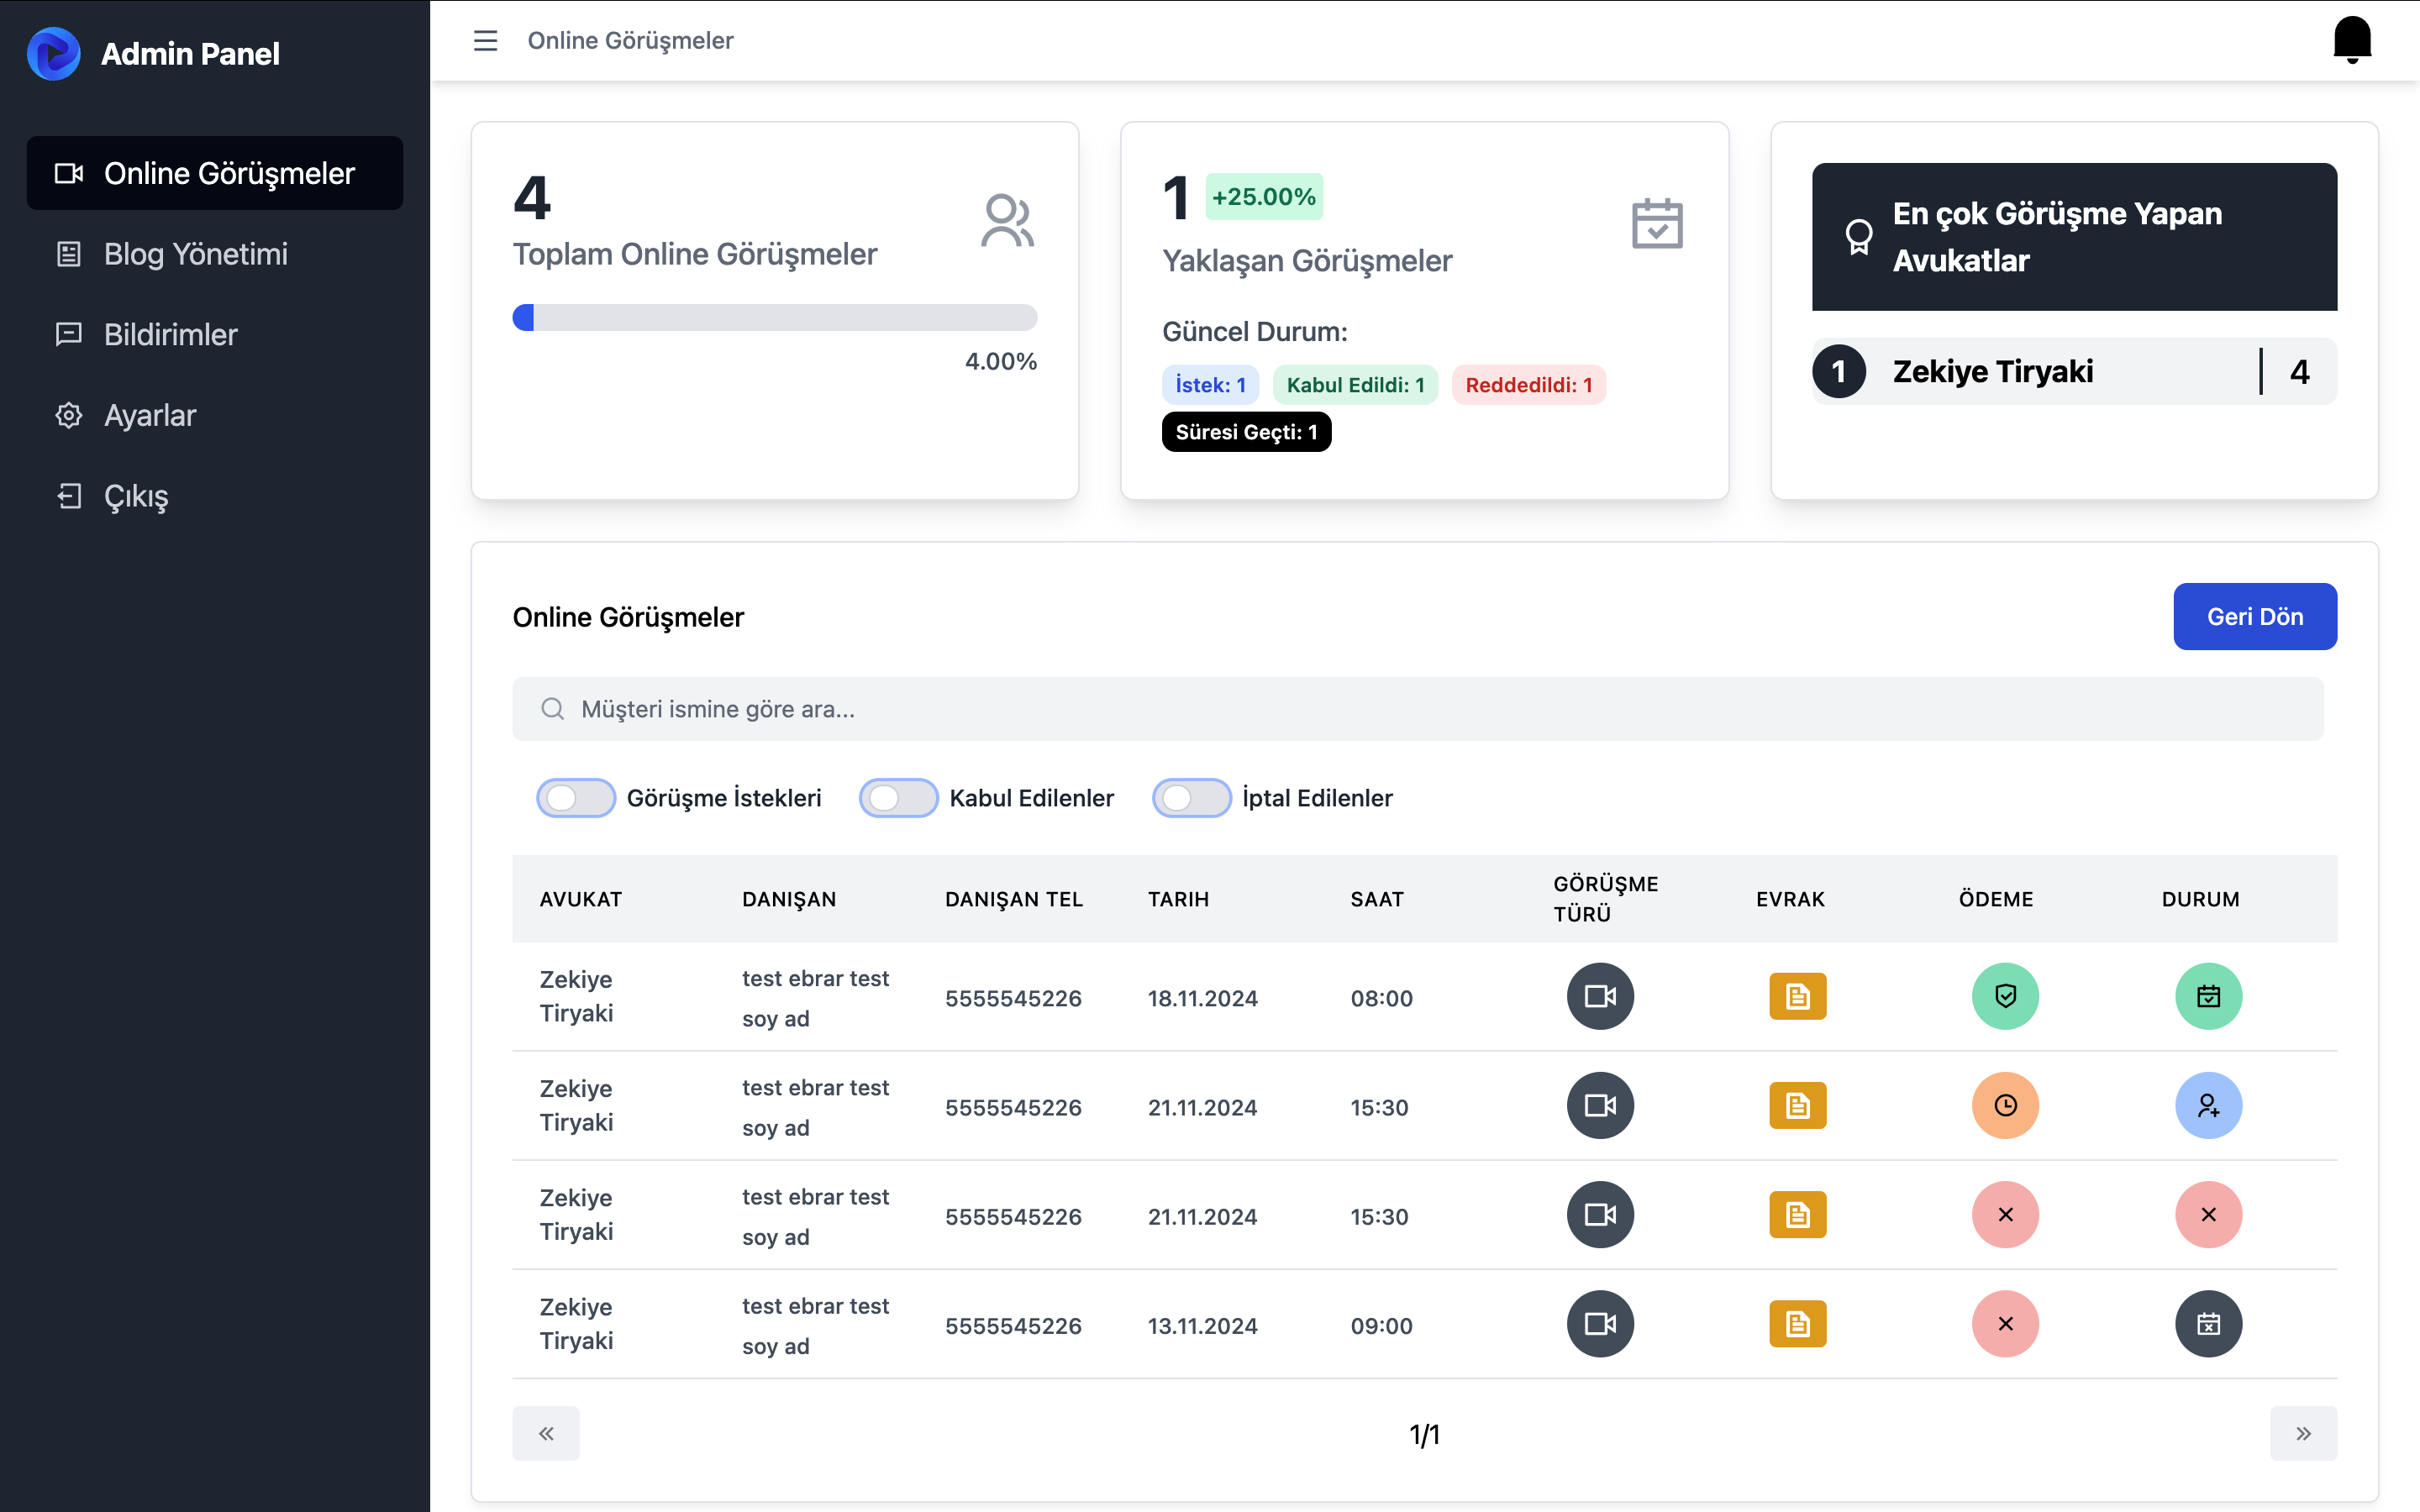 Admin Panel
Online Görüşmeler
Blog Yönetimi
Bildirimler
Ayarlar
Çıkış
Online Görüşmeler
4
Toplam Online Görüşmeler
4.00%
1 +25.00%
Yaklaşan Görüşmeler
Güncel Durum:
İstek: 1 Kabul Edildi: 1 Reddedildi: 1
Süresi Geçti: 1
En çok Görüşme Yapan
Avukatlar
1 Zekiye Tiryaki 4
Online Görüşmeler
Geri Dön
Müşteri ismine göre ara...
Görüşme İstekleri Kabul Edilenler İptal Edilenler
AVUKAT DANIŞAN DANIŞAN TEL TARIH SAAT GÖRÜŞME TÜRÜ EVRAK ÖDEME DURUM
Zekiye Tiryaki test ebrar test soy ad 5555545226 18.11.2024 08:00
Zekiye Tiryaki test ebrar test soy ad 5555545226 21.11.2024 15:30
Zekiye Tiryaki test ebrar test soy ad 5555545226 21.11.2024 15:30
Zekiye Tiryaki test ebrar test soy ad 5555545226 13.11.2024 09:00
« 1/1 »